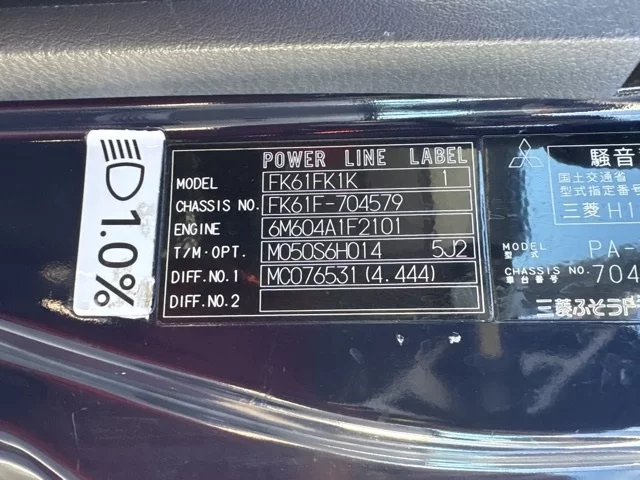 1.0%
POWER LINE LABEL
MODEL FK61FK1K 1
CHASSIS NO. FK61F-704579
ENGINE 6M604A1F2101
T/M·OPT. M050S6H014 5J2
DIFF.NO.1 MC076531(4.444)
DIFF.NO.2
騒音
国土交通省
型式指定番号
三菱 H1
MODEL 型式 PA-
CHASSIS NO. 車台番号 704
三菱ふそうト